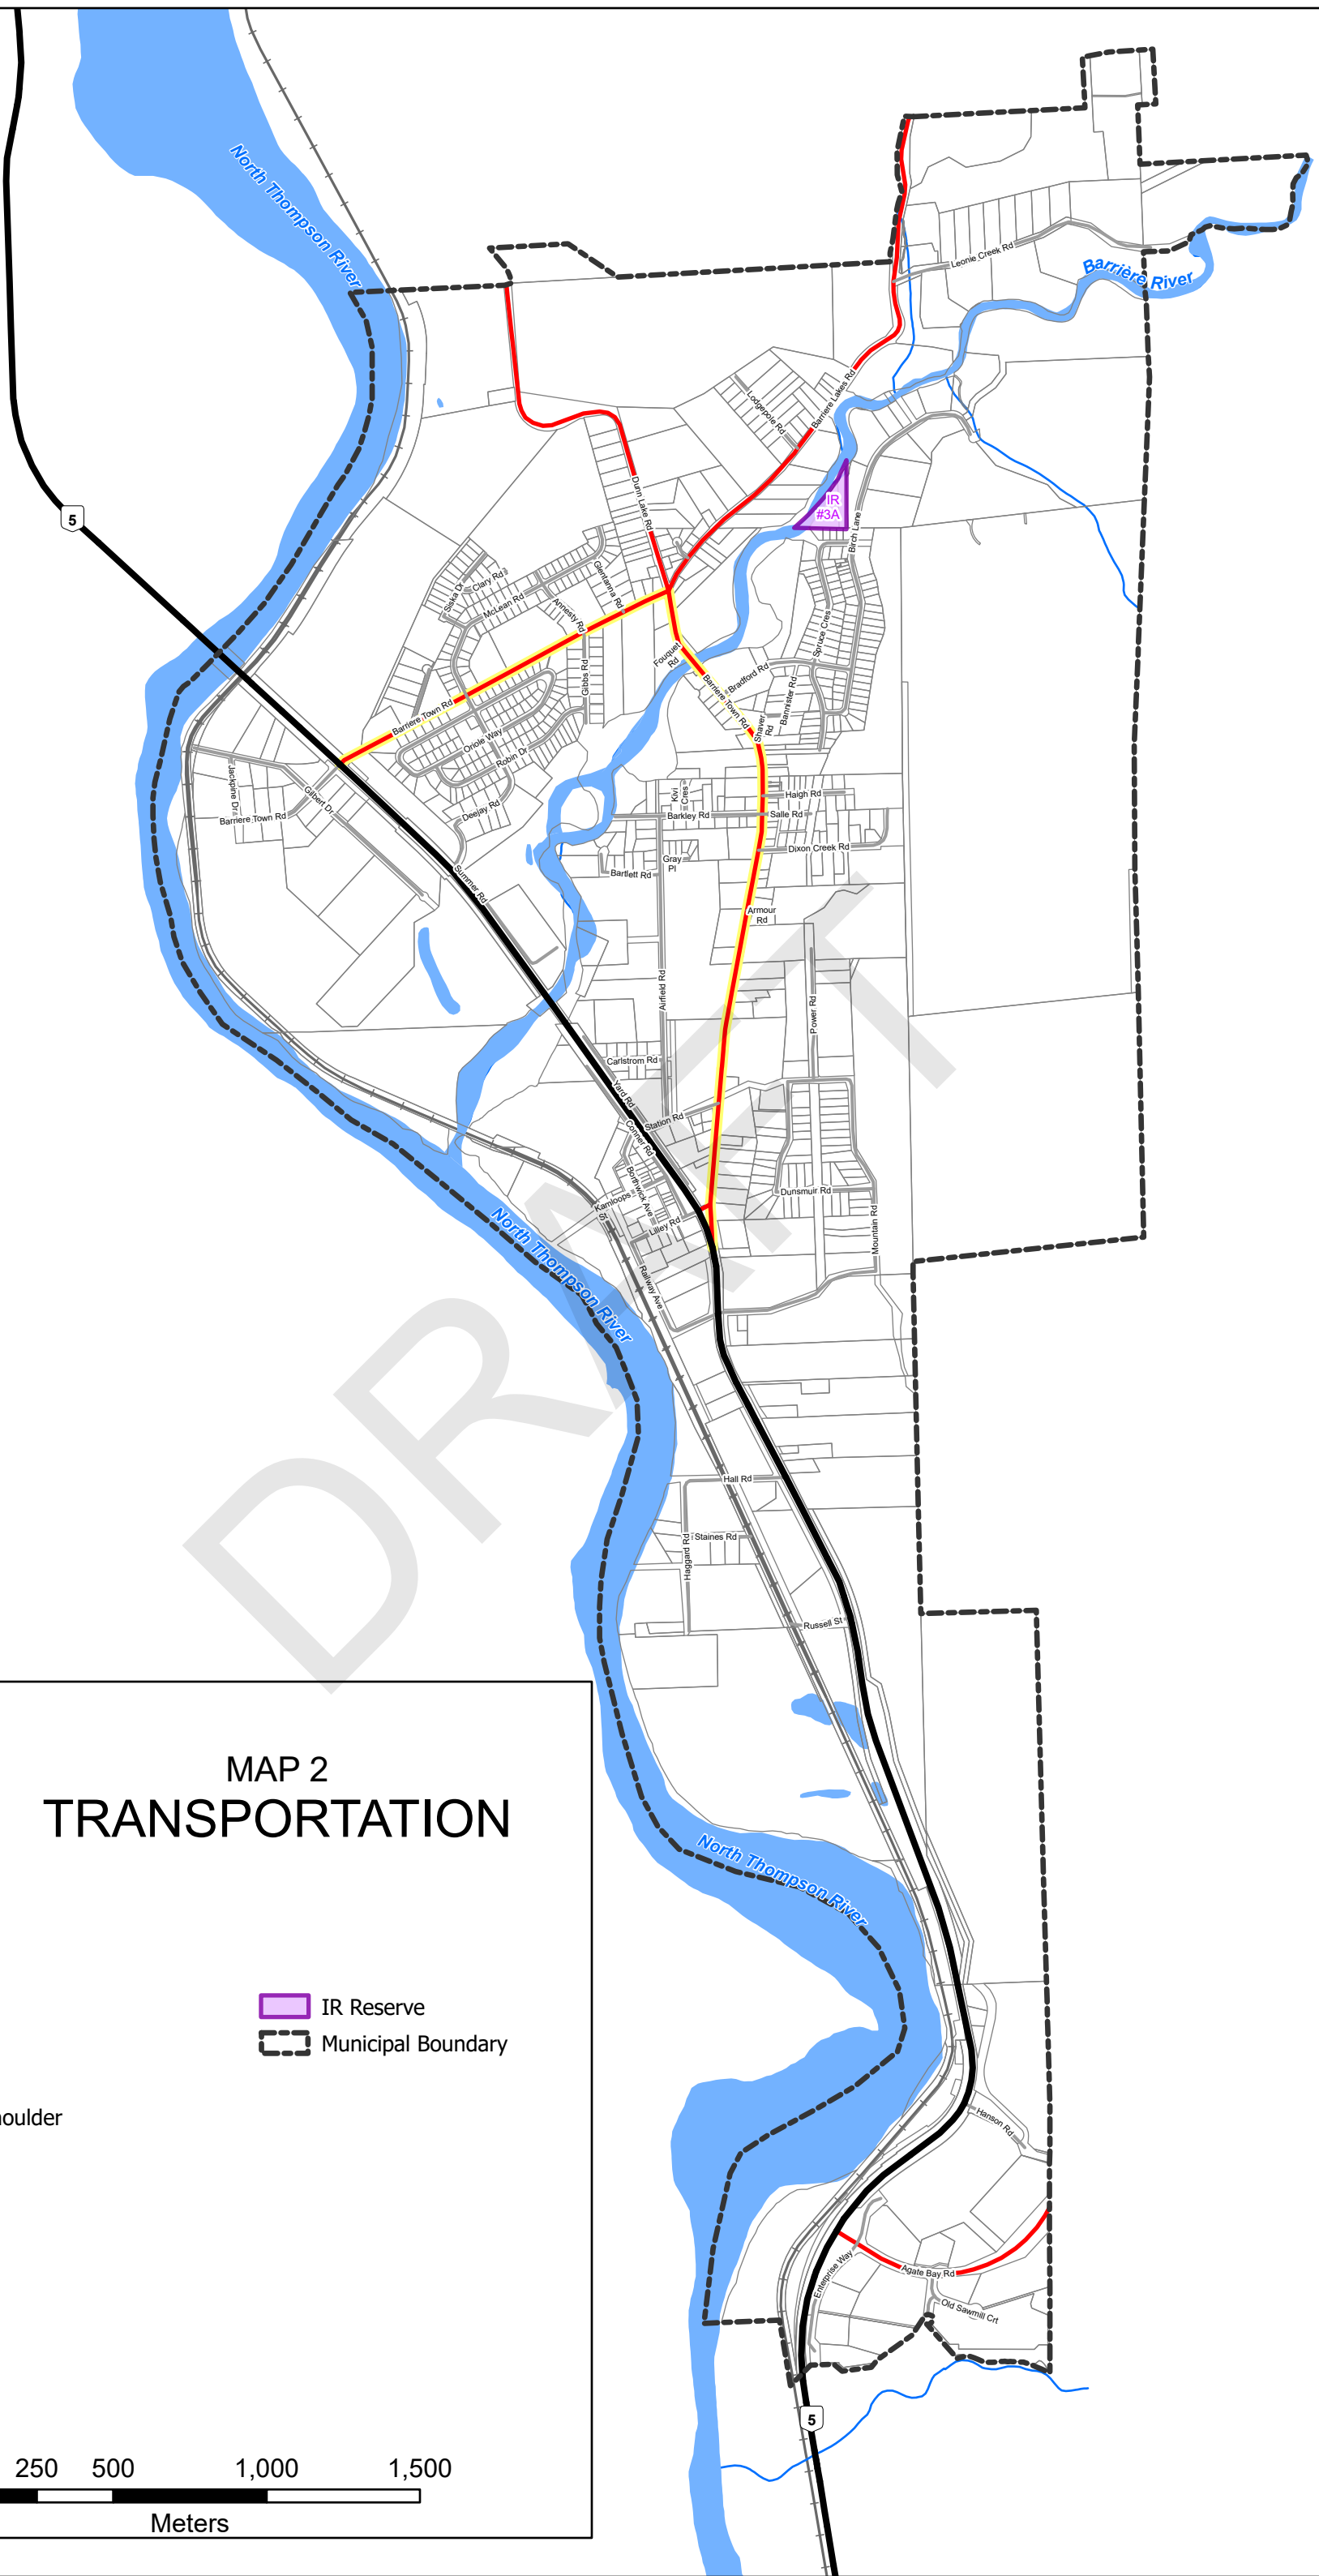 North Thompson River
Leonie Creek Rd
Barrière River
Lodgepole Rd
Barriere Lakes Rd
5
IR
#3A
Dunn Lake Rd
Birch Lane
Glentanna Rd
Clary Rd
Siska Dr
McLean Rd
Annesty Rd
Spruce Cres
Fouquet
Rd
Gibbs Rd
Bradford Rd
Barriere Town Rd
Bannister Rd
Barriere Town Rd
Shaver
Rd
Oriole Way
Robin Dr
Jackpine Dr
Gilbert Dr
Kivi
Cres
Haigh Rd
Barriere Town Rd
Deejay Rd
Barkley Rd
Salle Rd
Dixon Creek Rd
Gray
Pl
Bartlett Rd
Summer Rd
Armour
Rd
Airfield Rd
Power Rd
Carlstrom Rd
Yard Rd
Station Rd
Conner Rd
Borthwick Ave
Kamloops
St
Dunsmuir Rd
Lilley Rd
Mountain Rd
North Thompson River
Railway Ave
DRAFT
Hall Rd
Staines Rd
Haggard Rd
Russell St
MAP 2
TRANSPORTATION
North Thompson River
IR Reserve
Municipal Boundary
oulder
Hanson Rd
Enterprise Way
Agate Bay Rd
Old Sawmill Crt
5
250 500 1,000 1,500
Meters